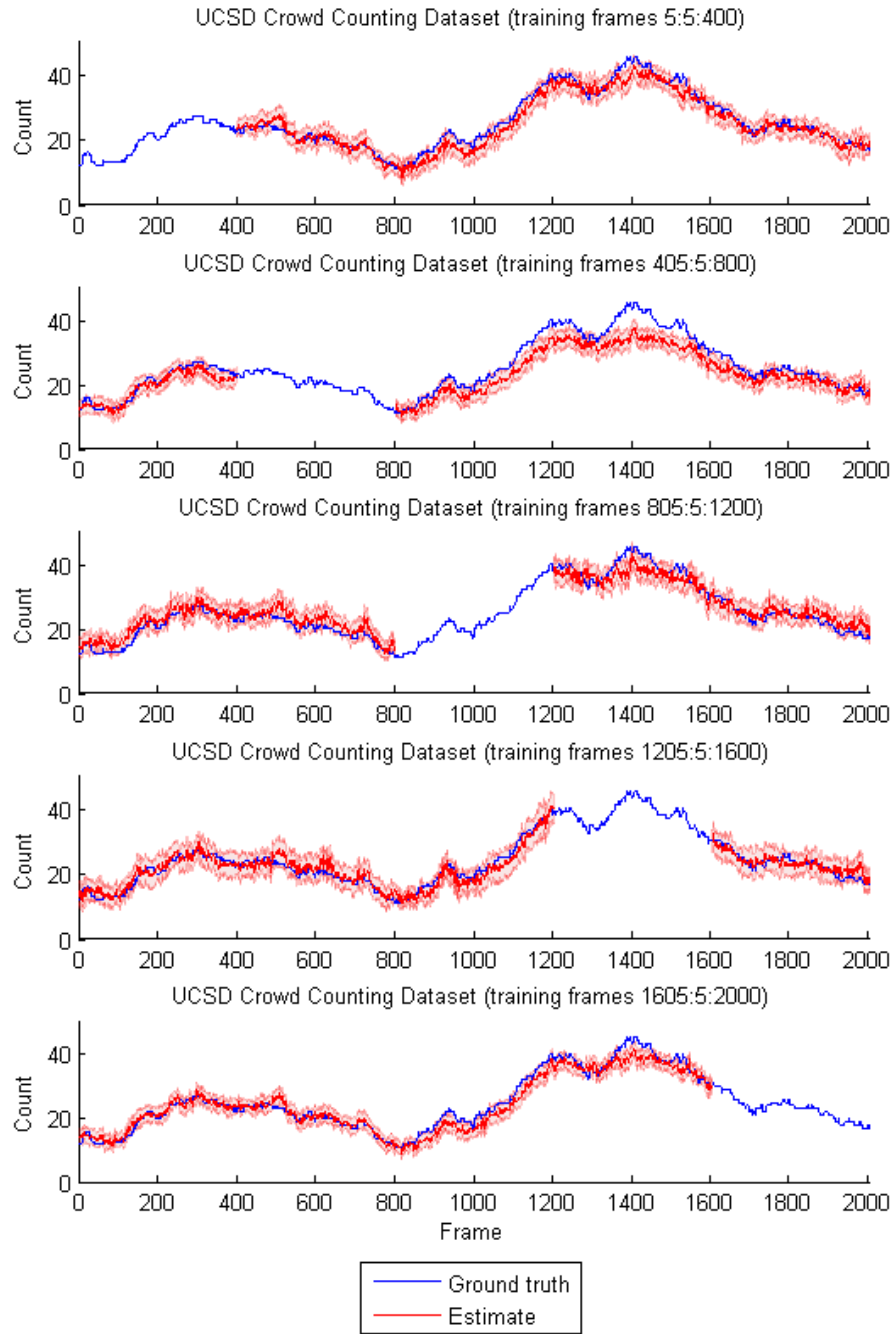 UCSD Crowd Counting Dataset (training frames 5:5:400)
Count
40
20
0
0 200 400 600 800 1000 1200 1400 1600 1800 2000
UCSD Crowd Counting Dataset (training frames 405:5:800)
Count
40
20
0
0 200 400 600 800 1000 1200 1400 1600 1800 2000
UCSD Crowd Counting Dataset (training frames 805:5:1200)
Count
40
20
0
0 200 400 600 800 1000 1200 1400 1600 1800 2000
UCSD Crowd Counting Dataset (training frames 1205:5:1600)
Count
40
20
0
0 200 400 600 800 1000 1200 1400 1600 1800 2000
UCSD Crowd Counting Dataset (training frames 1605:5:2000)
Count
40
20
0
0 200 400 600 800 1000 1200 1400 1600 1800 2000
Frame
Ground truth
Estimate